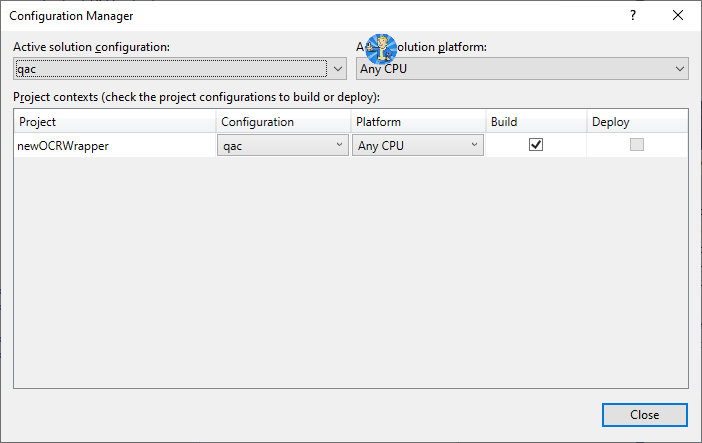 Configuration Manager
?
Active solution configuration:
olution platform:
qac
Any CPU
Project contexts (check the project configurations to build or deploy):
Project Configuration Platform Build Deploy
newOCRWrapper qac Any CPU
Close